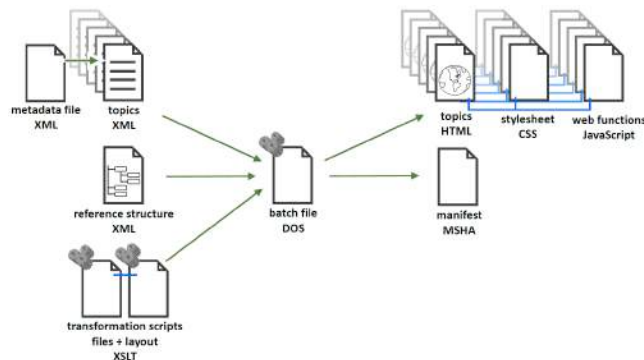 metadata file
XML
topics
XML
topics
HTML
stylesheet
CSS
web functions
JavaScript
reference structure
XML
batch file
DOS
manifest
MSHA
transformation scripts
files + layout
XSLT